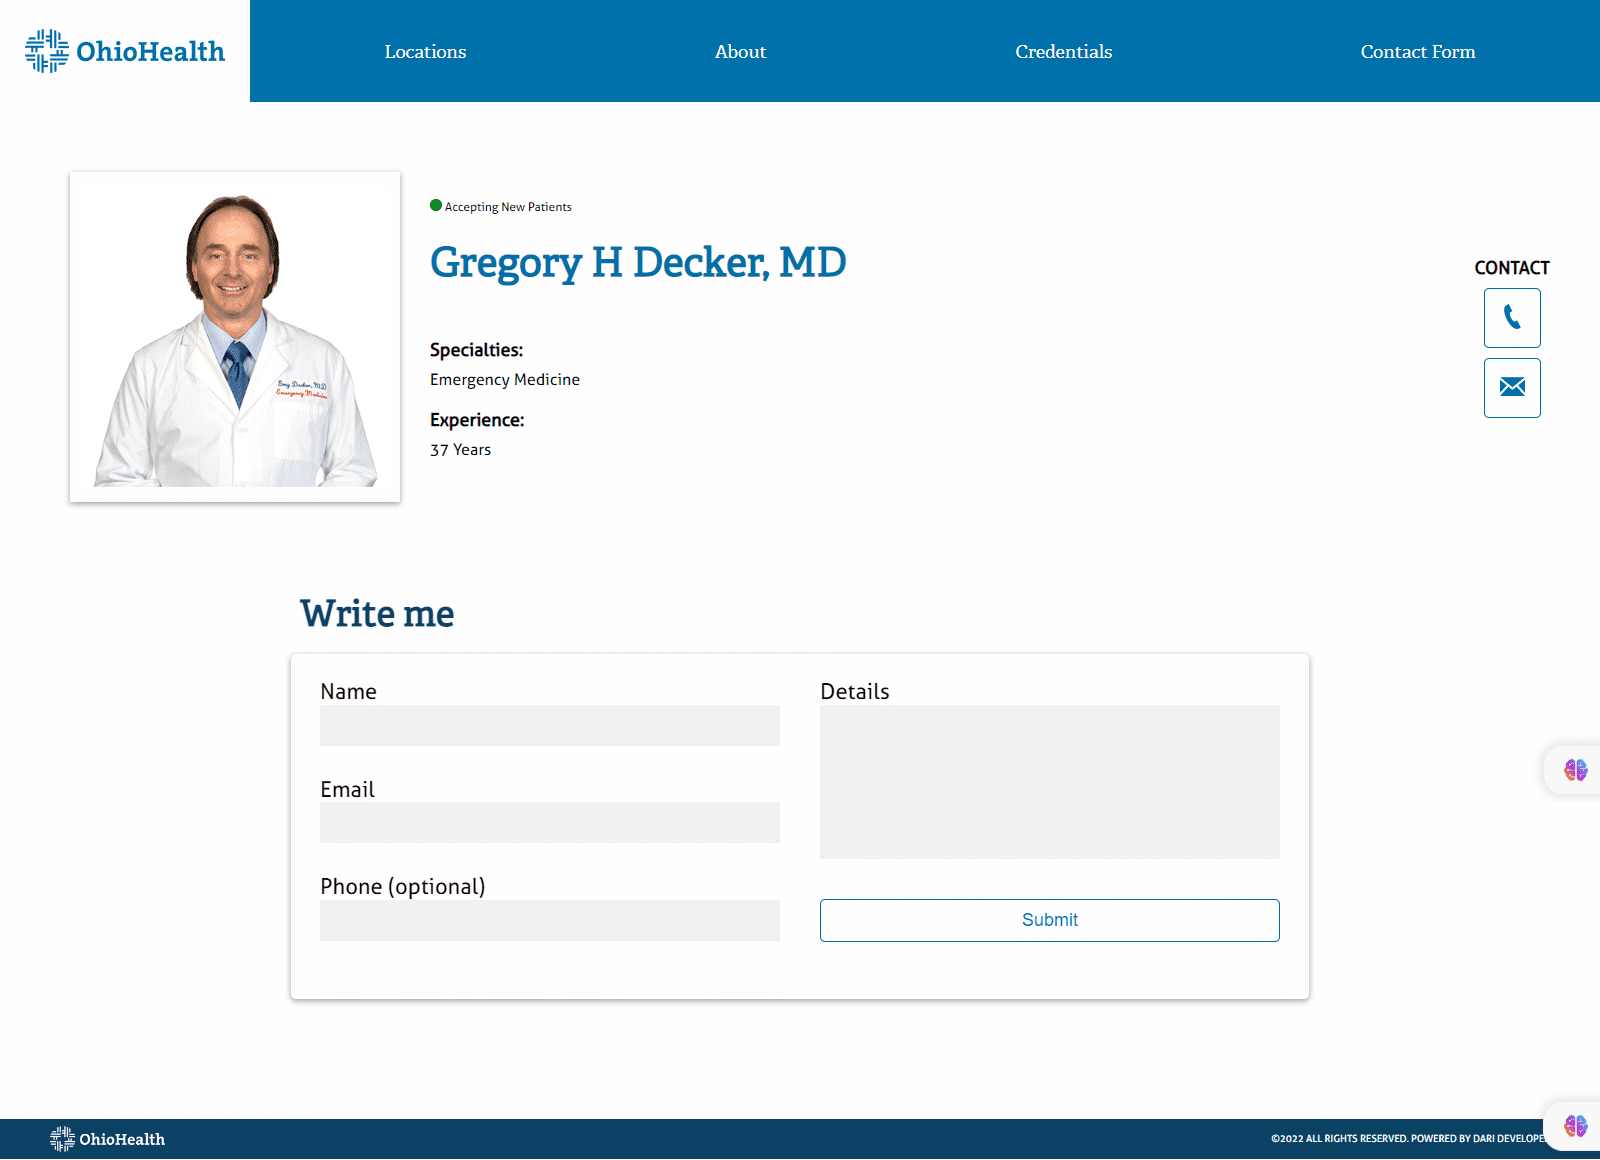 OhioHealth
Locations
About
Credentials
Contact Form
Accepting New Patients
Gregory H Decker, MD
CONTACT
Specialties:
Emergency Medicine
Experience:
37 Years
Greg Decker, M.D.
Emergency Medicine
Write me
Name
Details
Email
Phone (optional)
Submit
OhioHealth
©2022 ALL RIGHTS RESERVED. POWERED BY DARI DEVELOPE